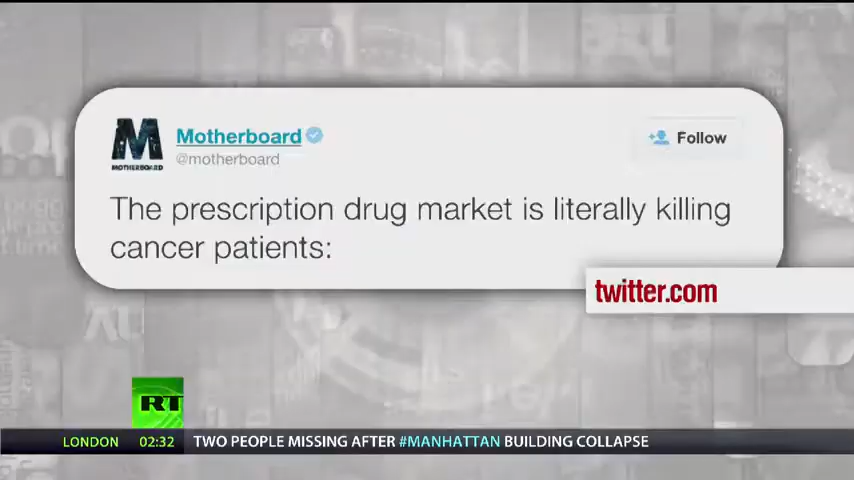 M
MOTHERBOARD
Motherboard
@motherboard
Follow
The prescription drug market is literally killing
cancer patients:
twitter.com
RT
LONDON 02:32 TWO PEOPLE MISSING AFTER #MANHATTAN BUILDING COLLAPSE